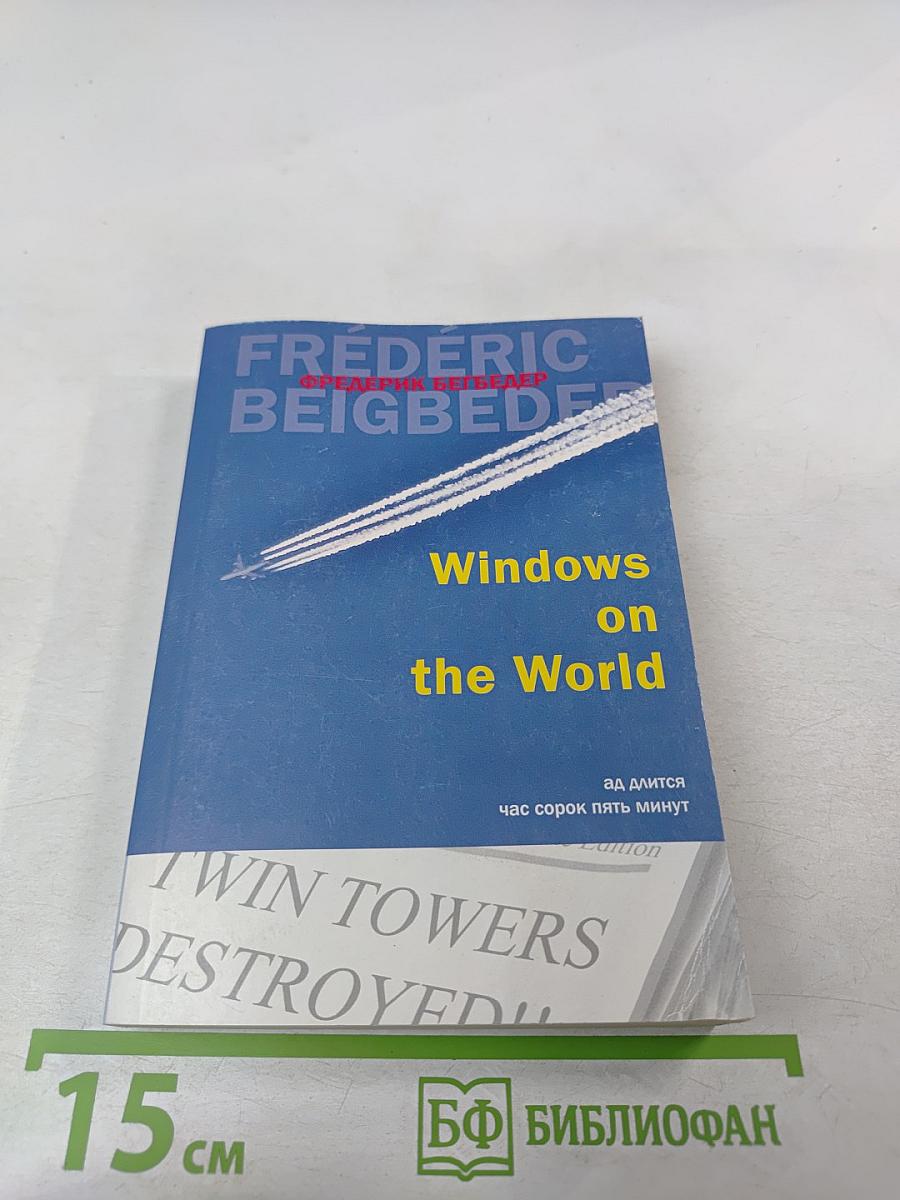 FRÉDÉRIC
ФРЕДЕРИК БЕГБЕДЕР
BEIGBEDER
Windows
on
the World
ад длится
час сорок пять минут
Edition
TWIN TOWERS
DESTROYED!!
15 см
БФ БИБЛИОФАН